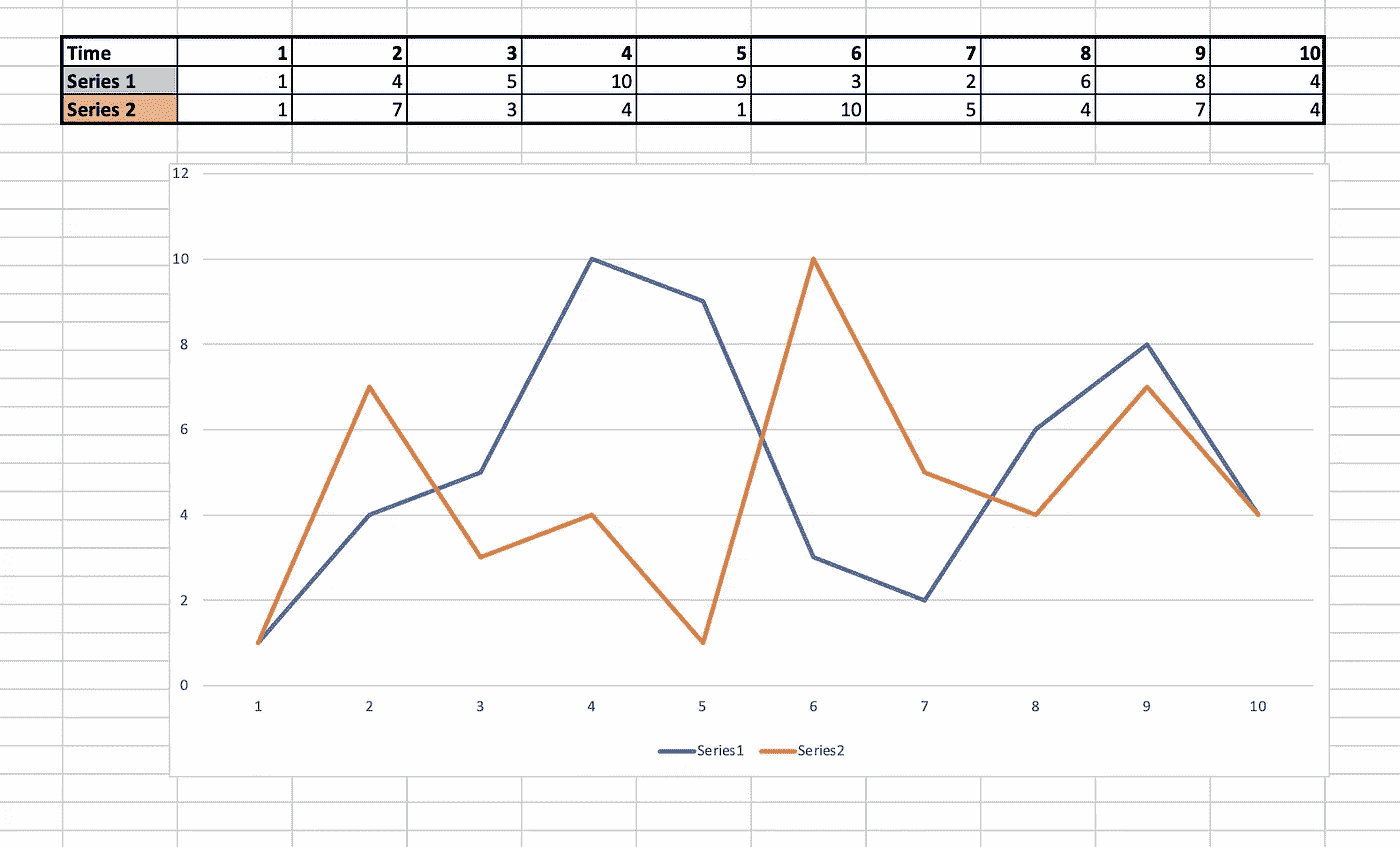 Time 1 2 3 4 5 6 7 8 9 10
Series 1 1 4 5 10 9 3 2 6 8 4
Series 2 1 7 3 4 1 10 5 4 7 4
12
10
8
6
4
2
0
1 2 3 4 5 6 7 8 9 10
Series1 Series2